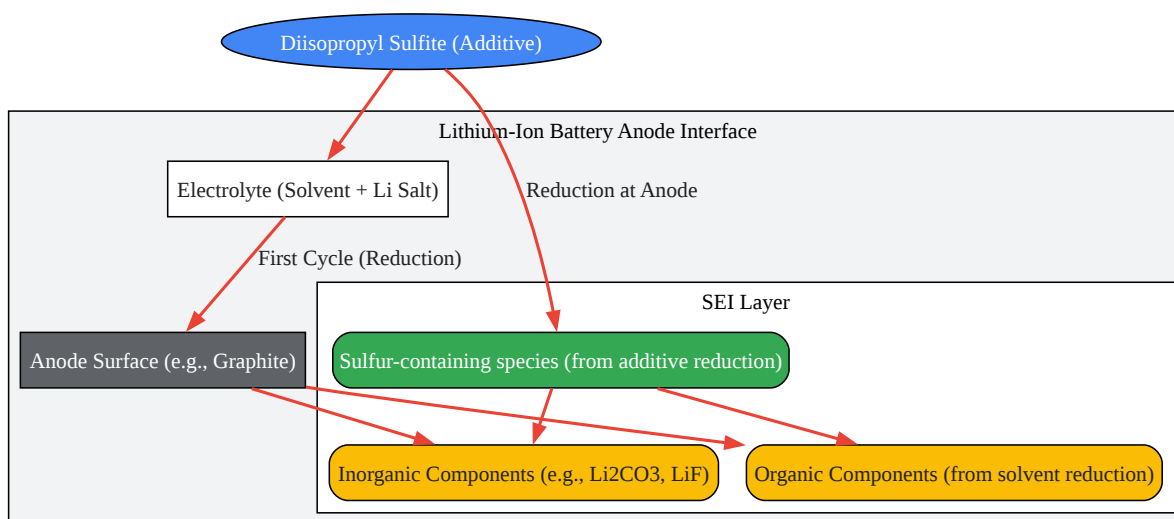 Diisopropyl Sulfite (Additive)
Lithium-Ion Battery Anode Interface
Electrolyte (Solvent + Li Salt)
Reduction at Anode
First Cycle (Reduction)
SEI Layer
Anode Surface (e.g., Graphite)
Sulfur-containing species (from additive reduction)
Inorganic Components (e.g., Li2CO3, LiF)
Organic Components (from solvent reduction)